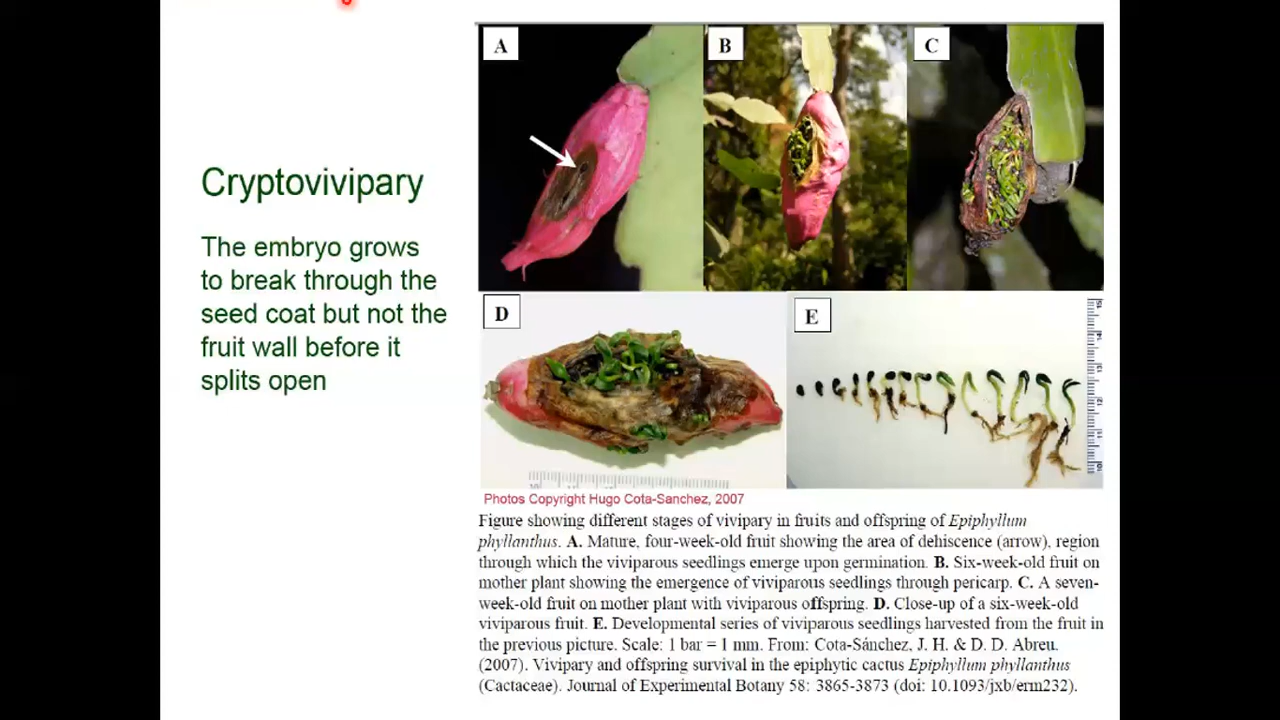 Cryptovivipary
The embryo grows
to break through the
seed coat but not the
fruit wall before it
splits open
A
B
C
D
E
Photos Copyright Hugo Cota-Sanchez, 2007
Figure showing different stages of vivipary in fruits and offspring of Epiphyllum
phyllanthus. A. Mature, four-week-old fruit showing the area of dehiscence (arrow), region
through which the viviparous seedlings emerge upon germination. B. Six-week-old fruit on
mother plant showing the emergence of viviparous seedlings through pericarp. C. A seven-
week-old fruit on mother plant with viviparous offspring. D. Close-up of a six-week-old
viviparous fruit. E. Developmental series of viviparous seedlings harvested from the fruit in
the previous picture. Scale: 1 bar = 1 mm. From: Cota-Sánchez, J. H. & D. D. Abreu.
(2007). Vivipary and offspring survival in the epiphytic cactus Epiphyllum phyllanthus
(Cactaceae). Journal of Experimental Botany 58: 3865-3873 (doi: 10.1093/jxb/erm232).